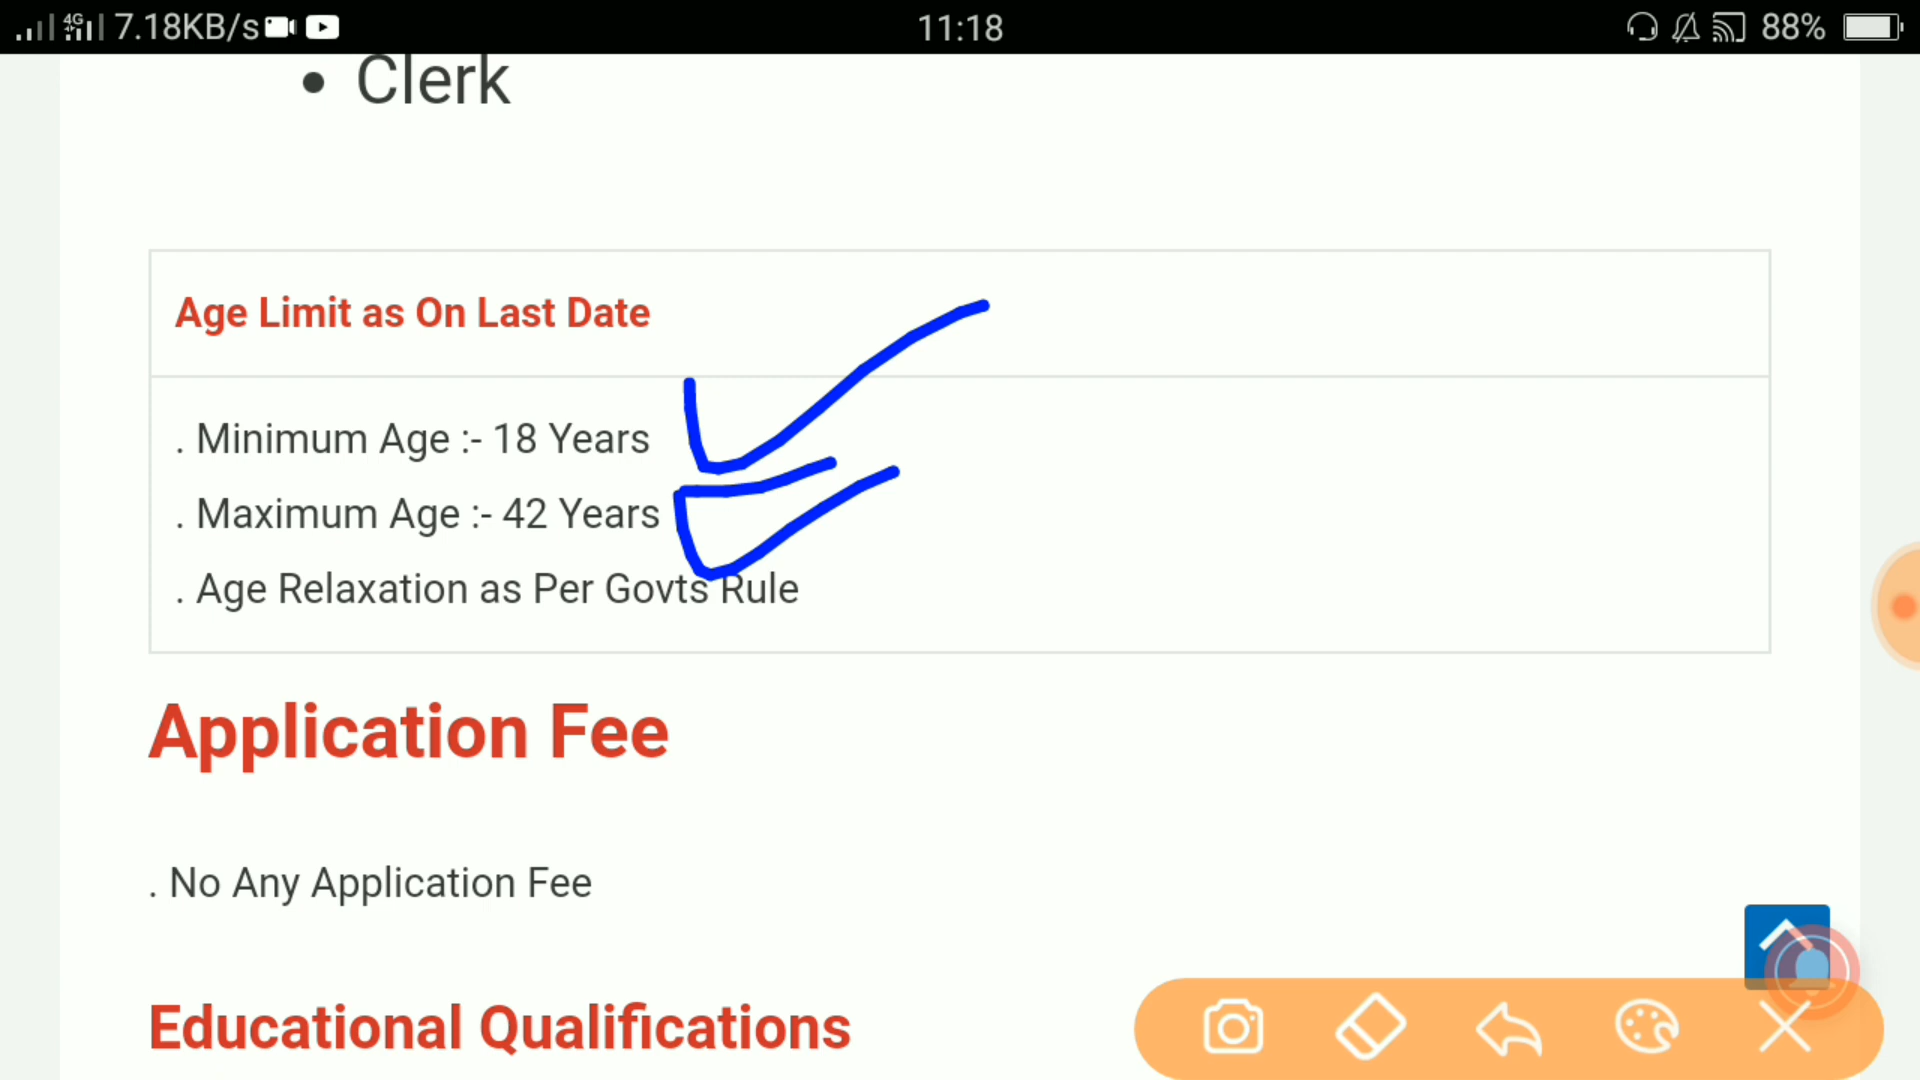 4G 7.18KB/s 11:18 88%
• Clerk
Age Limit as On Last Date
. Minimum Age :- 18 Years
. Maximum Age :- 42 Years
. Age Relaxation as Per Govts Rule
Application Fee
. No Any Application Fee
Educational Qualifications